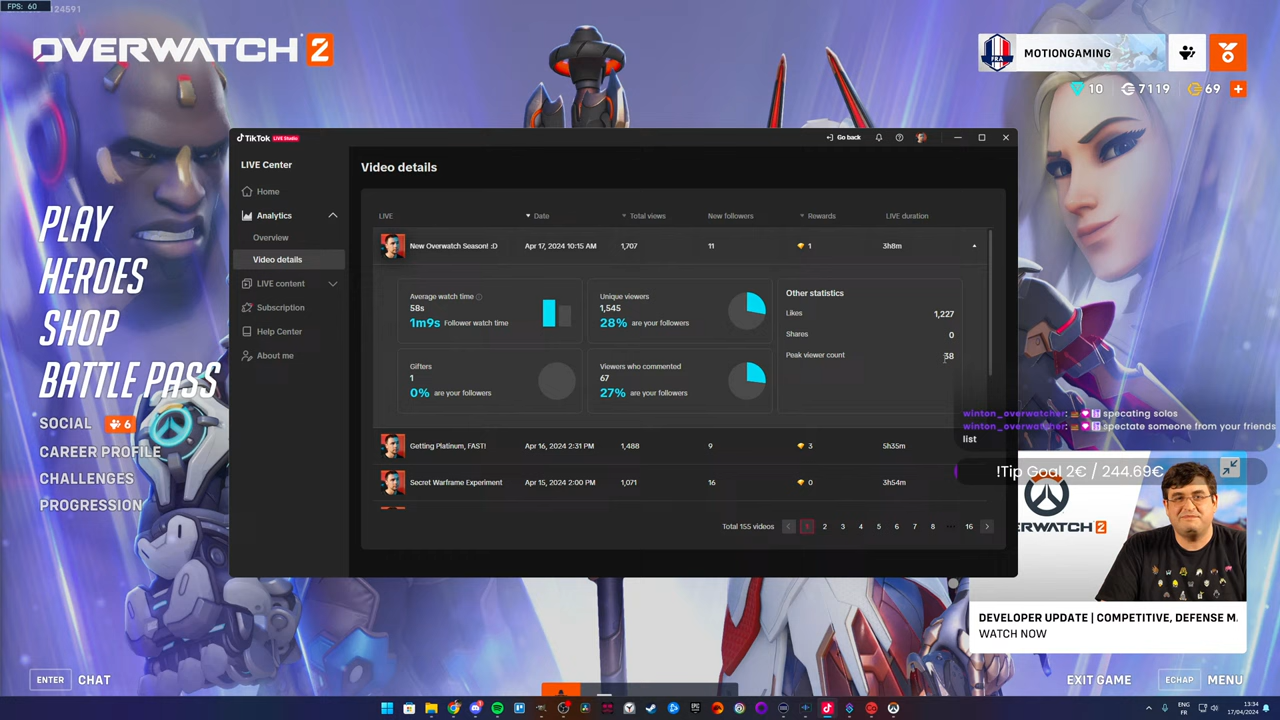 FPS: 60
124591
OVERWATCH 2
FRA
MOTIONGAMING
10
7119
69
TikTok LIVE Studio
Go back
LIVE Center
Home
Analytics
Overview
Video details
LIVE content
Subscription
Help Center
About me
Video details
LIVE Date Total views New followers Rewards LIVE duration
New Overwatch Season! :D Apr 17, 2024 10:15 AM 1,707 11 1 3h8m
Average watch time
58s
1m9s Follower watch time
Unique viewers
1,545
28% are your followers
Gifters
1
0% are your followers
Viewers who commented
67
27% are your followers
Other statistics
Likes 1,227
Shares 0
Peak viewer count 38
Getting Platinum, FAST! Apr 16, 2024 2:31 PM 1,488 9 3 5h35m
Secret Warframe Experiment Apr 15, 2024 2:00 PM 1,071 16 0 3h54m
Total 155 videos 1 2 3 4 5 6 7 8 ••• 16
PLAY
HEROES
SHOP
BATTLE PASS
SOCIAL 6
CAREER PROFILE
CHALLENGES
PROGRESSION
winton_overwatcher: specating solos
winton_overwatcher: spectate someone from your friends
list
!Tip Goal 2€ / 244.69€
ERWATCH 2
DEVELOPER UPDATE | COMPETITIVE, DEFENSE M
WATCH NOW
ENTER CHAT
EXIT GAME
ECHAP MENU
ENG
FR
13:34
17/04/2024